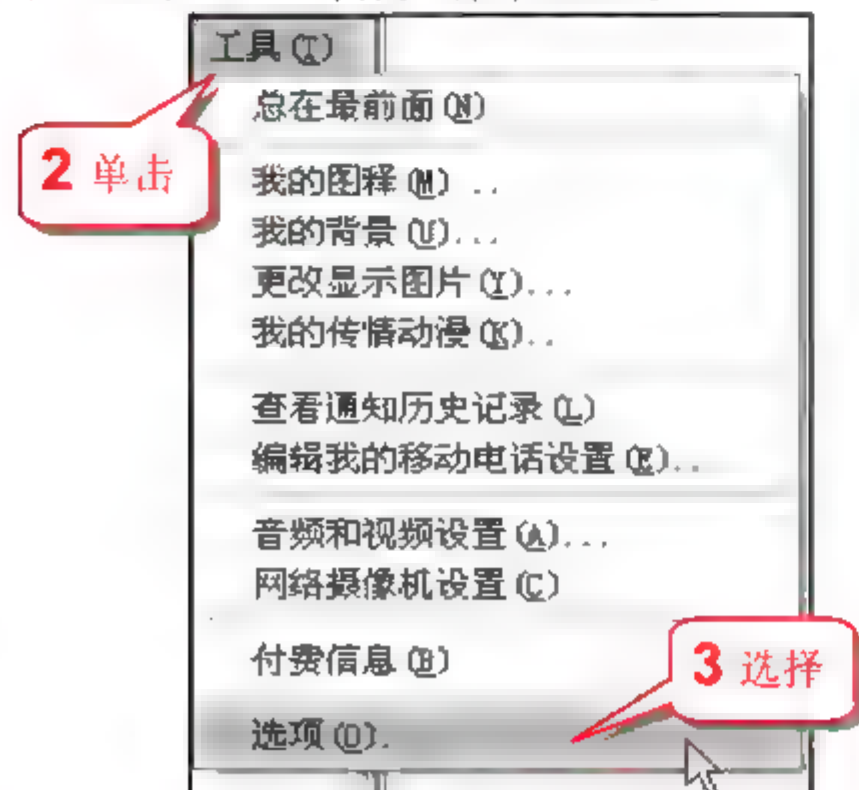 工具(T)
总在最前面(N)
2 单击
我的图释(M)..
我的背景(U)...
更改显示图片(Y)...
我的传情动漫(K)..
查看通知历史记录(L)
编辑我的移动电话设置(E)..
音频和视频设置(A)...
网络摄像机设置(C)
付费信息(B)
3 选择
选项(O).